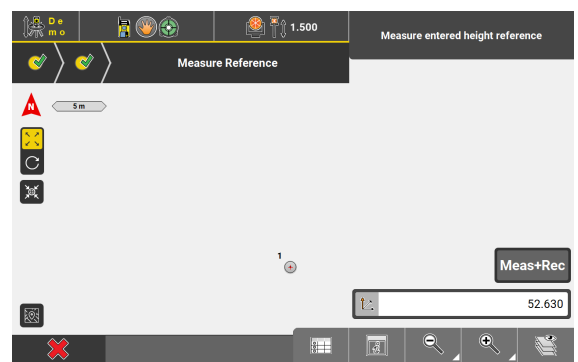 De
mo
1.500
Measure entered height reference
Measure Reference
N
5 m
1
Meas+Rec
52.630